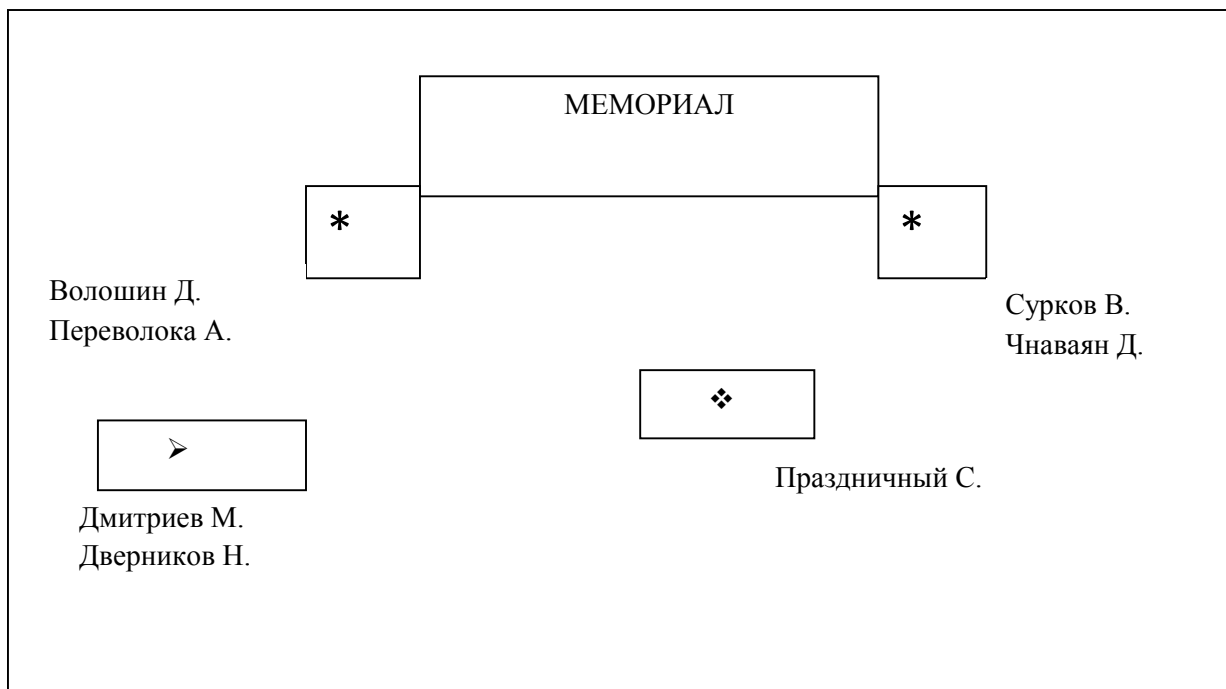 МЕМОРИАЛ
*
*
Волошин Д.
Переволока А.
Сурков В.
Чнаваян Д.
❖
➢
Праздничный С.
Дмитриев М.
Дверников Н.